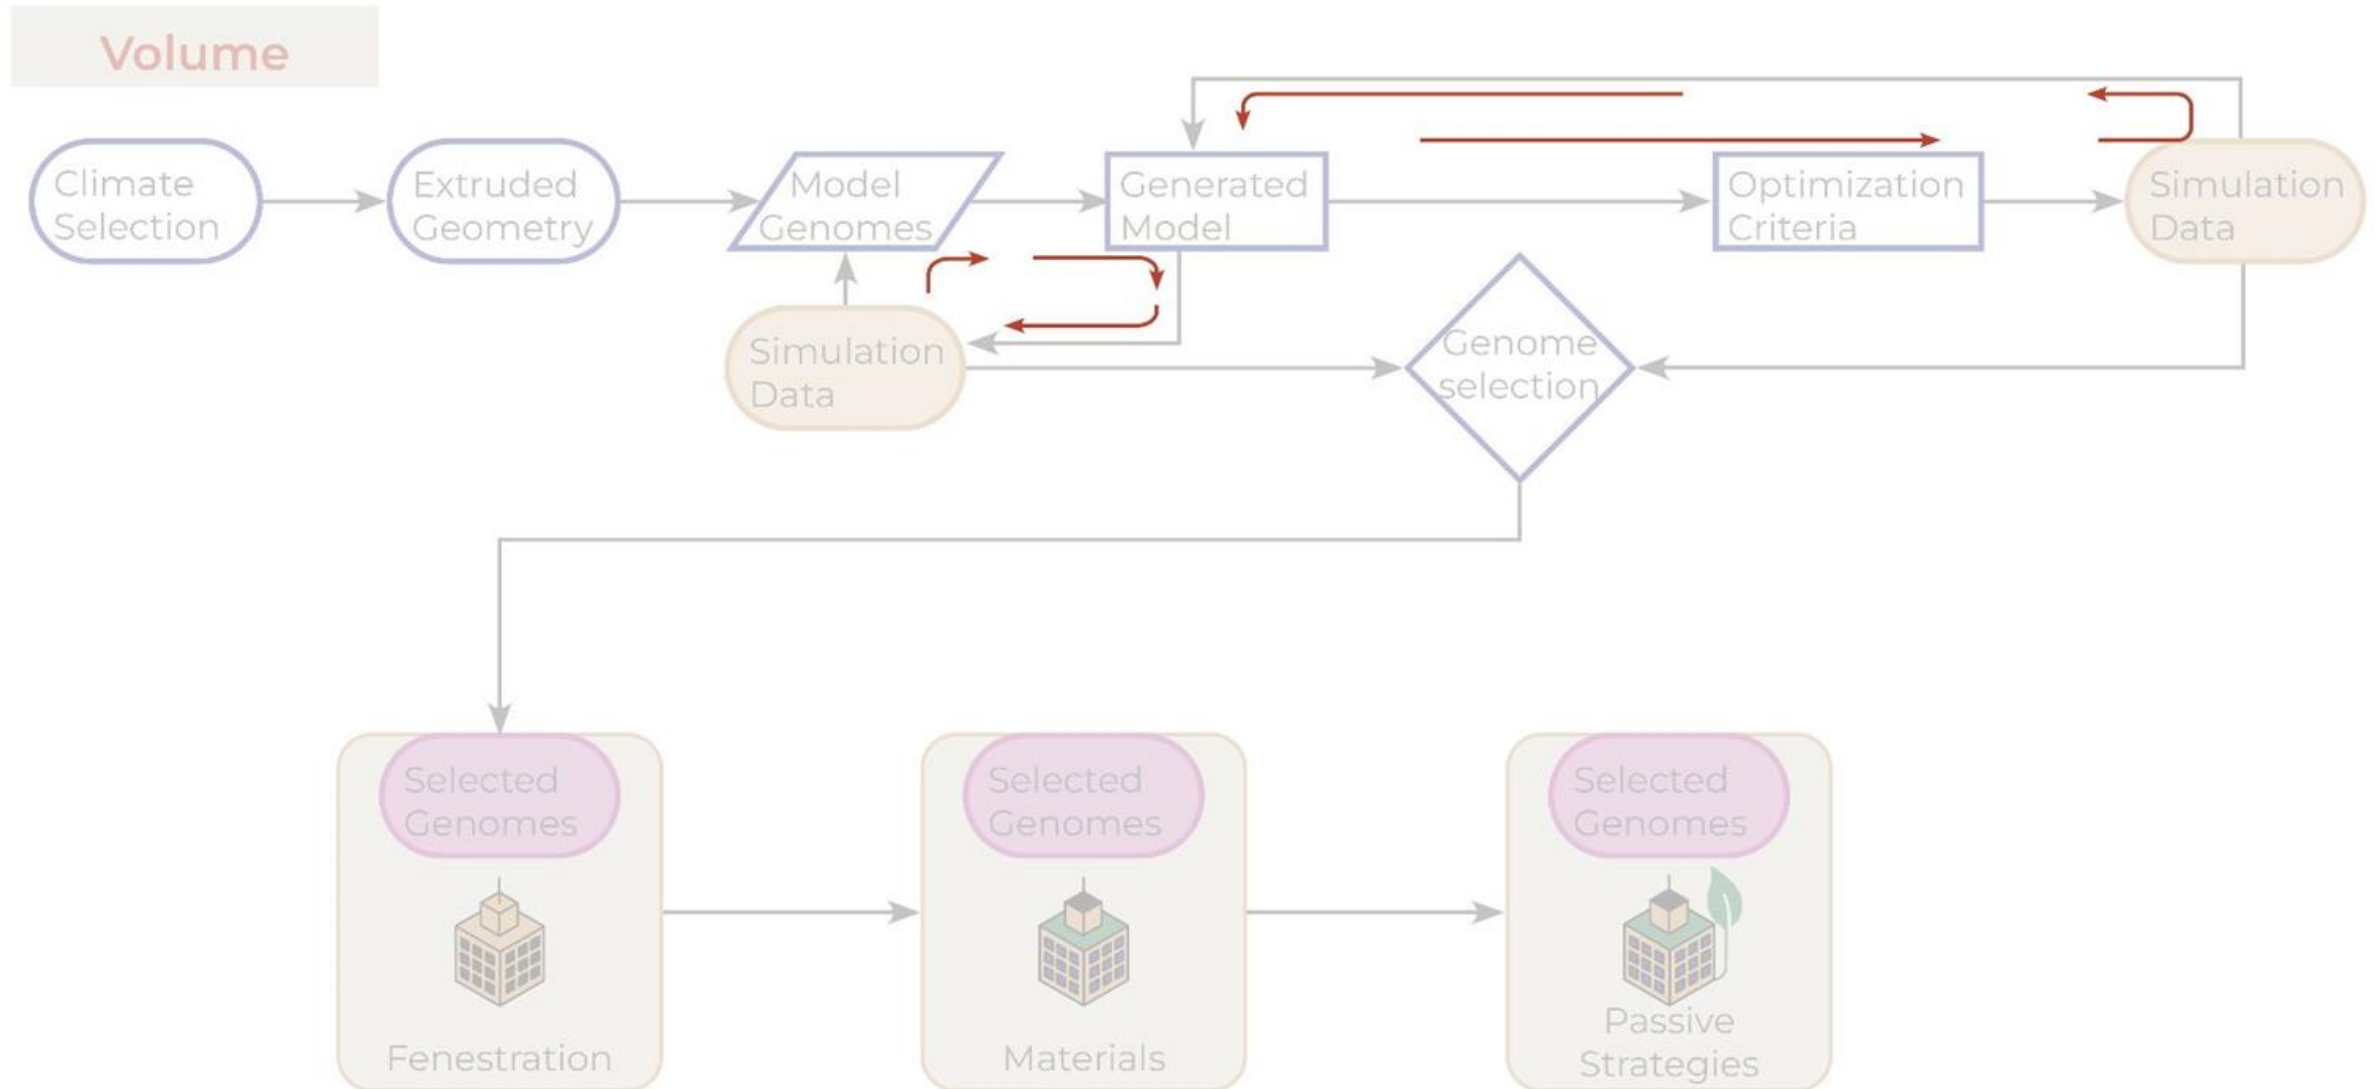 Volume
Climate
Selection
Extruded
Geometry
Model
Genomes
Generated
Model
Optimization
Criteria
Simulation
Data
Simulation
Data
Genome
selection
Selected
Genomes
Fenestration
Selected
Genomes
Materials
Selected
Genomes
Passive
Strategies